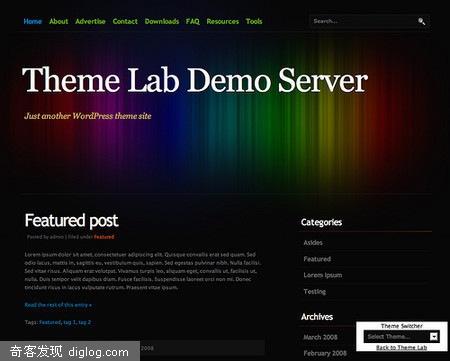 Home About Advertise Contact Downloads FAQ Resources Tools
Search...
Theme Lab Demo Server
Just another WordPress theme site
Featured post
Posted by admin | Filed under Featured
Lorem ipsum dolor sit amet, consectetuer adipiscing elit. Quisque convallis erat sed quam. Sed
odio lacus, mattis in, sagittis eu, vestibulum quis, sapien. Sed egestas pulvinar nibh. Nulla facilisi.
Sed vitae risus. Aliquam erat volutpat. Vivamus turpis leo, aliquam eget, convallis ut, facilisis ut,
nulla. Duis tempor velit dapibus diam. Fusce facilisis. Suspendisse laoreet orci non mi. Donec
tincidunt risus in lacus vulputate rutrum. Praesent vitae ipsum.
Read the rest of this entry »
Tags: Featured, tag 1, tag 2
2008
Categories
Asides
Featured
Lorem Ipsum
Testing
Archives
March 2008
February 2008
Theme Switcher
Select Theme...
Back to Theme Lab
奇客发现 diglog.com